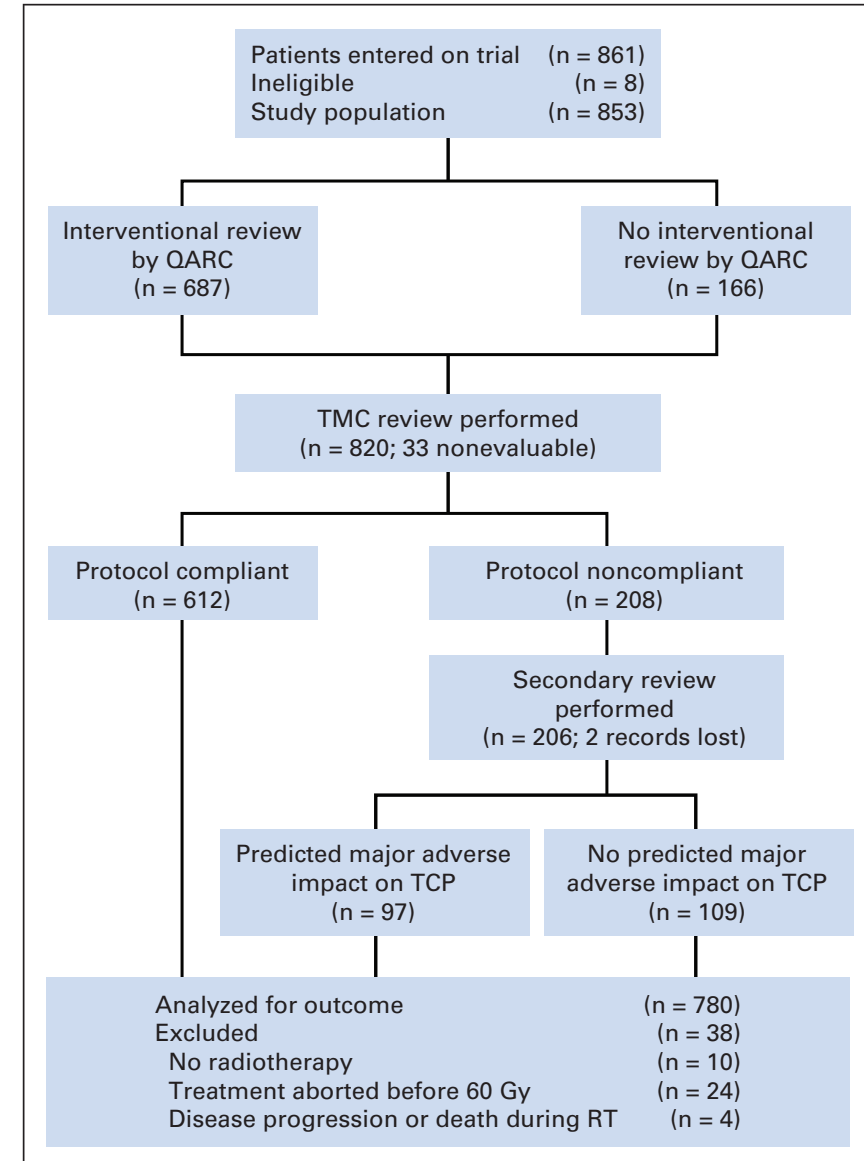 Patients entered on trial (n = 861)
Ineligible (n = 8)
Study population (n = 853)
Interventional review
by QARC
(n = 687)
No interventional
review by QARC
(n = 166)
TMC review performed
(n = 820; 33 nonevaluable)
Protocol compliant
(n = 612)
Protocol noncompliant
(n = 208)
Secondary review
performed
(n = 206; 2 records lost)
Predicted major adverse
impact on TCP
(n = 97)
No predicted major
adverse impact on TCP
(n = 109)
Analyzed for outcome (n = 780)
Excluded (n = 38)
No radiotherapy (n = 10)
Treatment aborted before 60 Gy (n = 24)
Disease progression or death during RT (n = 4)